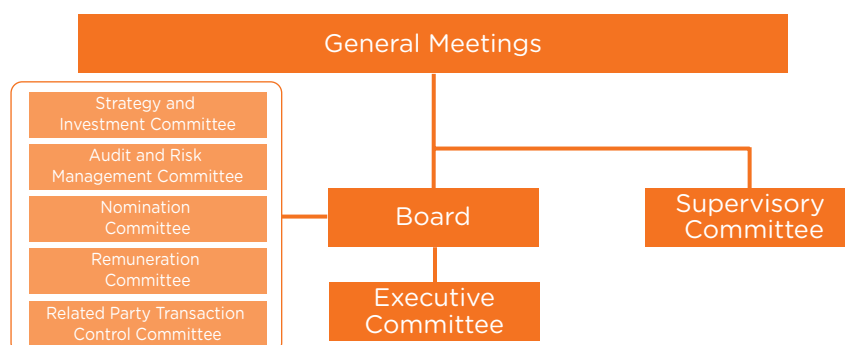 General Meetings
Strategy and
Investment Committee
Audit and Risk
Management Committee
Nomination
Committee
Remuneration
Committee
Related Party Transaction
Control Committee
Board
Executive
Committee
Supervisory
Committee